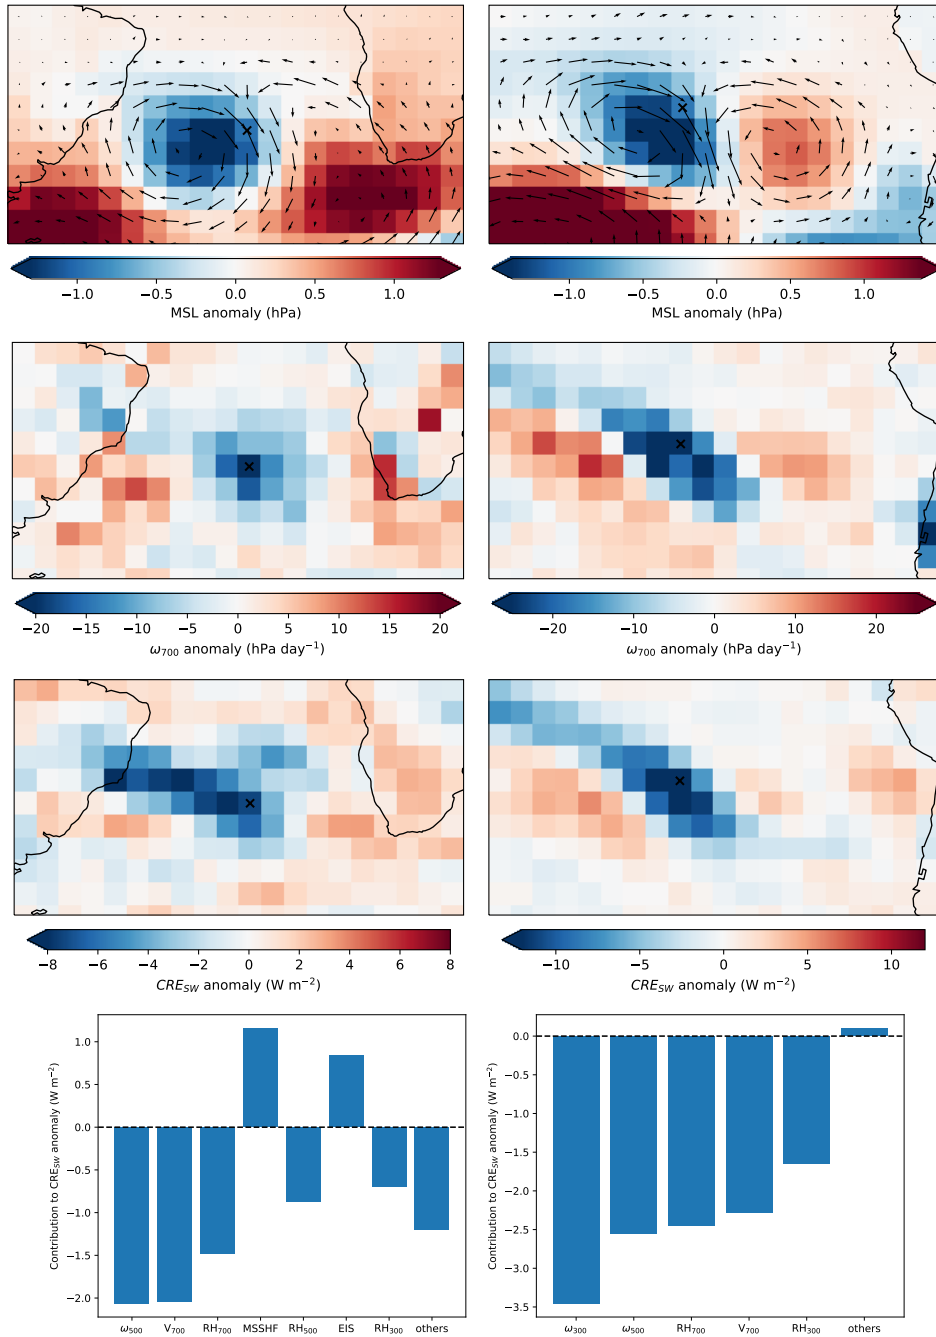 −1.0 −0.5 0.0 0.5 1.0
MSL anomaly (hPa)
−1.0 −0.5 0.0 0.5 1.0
MSL anomaly (hPa)
−20 −15 −10 −5 0 5 10 15 20
ω₇₀₀ anomaly (hPa day⁻¹)
−20 −10 0 10 20
ω₇₀₀ anomaly (hPa day⁻¹)
−8 −6 −4 −2 0 2 4 6 8
CRE_SW anomaly (W m⁻²)
−10 −5 0 5 10
CRE_SW anomaly (W m⁻²)
Contribution to CRE_SW anomaly (W m⁻²)
1.0
0.5
0.0
−0.5
−1.0
−1.5
−2.0
ω₅₀₀ V₇₀₀ RH₇₀₀ MSSHF RH₅₀₀ EIS RH₃₀₀ others
Contribution to CRE_SW anomaly (W m⁻²)
0.0
−0.5
−1.0
−1.5
−2.0
−2.5
−3.0
−3.5
ω₃₀₀ ω₅₀₀ RH₇₀₀ V₇₀₀ RH₃₀₀ others